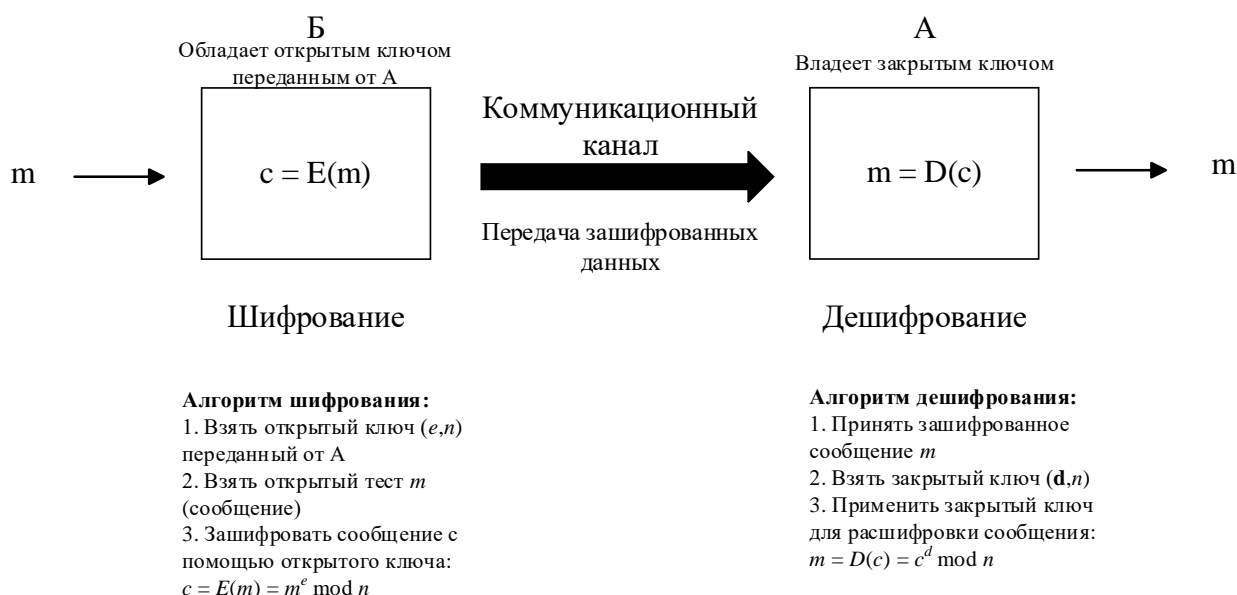 Б
Обладает открытым ключом
переданным от А
m
c = E(m)
Шифрование
Коммуникационный
канал
Передача зашифрованных
данных
А
Владеет закрытым ключом
m = D(c)
m
Дешифрование
Алгоритм шифрования:
1. Взять открытый ключ (e,n)
переданный от А
2. Взять открытый тест m
(сообщение)
3. Зашифровать сообщение с
помощью открытого ключа:
c = E(m) = m^e mod n
Алгоритм дешифрования:
1. Принять зашифрованное
сообщение m
2. Взять закрытый ключ (d,n)
3. Применить закрытый ключ
для расшифровки сообщения:
m = D(c) = c^d mod n